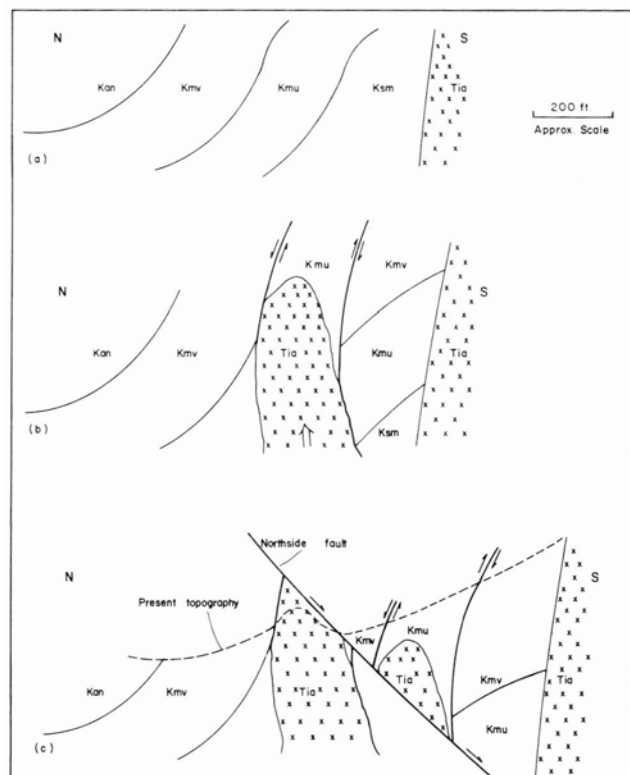 N S
Kan Kmv Kmu Ksm Tia
200 ft.
Approx. Scale
(a)
N Kmu Kmv S
Kan Kmv Tia Kmu Tia
Ksm
(b)
Northside fault
N S
Present topography
Kmv Kmu
Kan Kmv Tia Tia Kmv Tia
Kmu
(c)